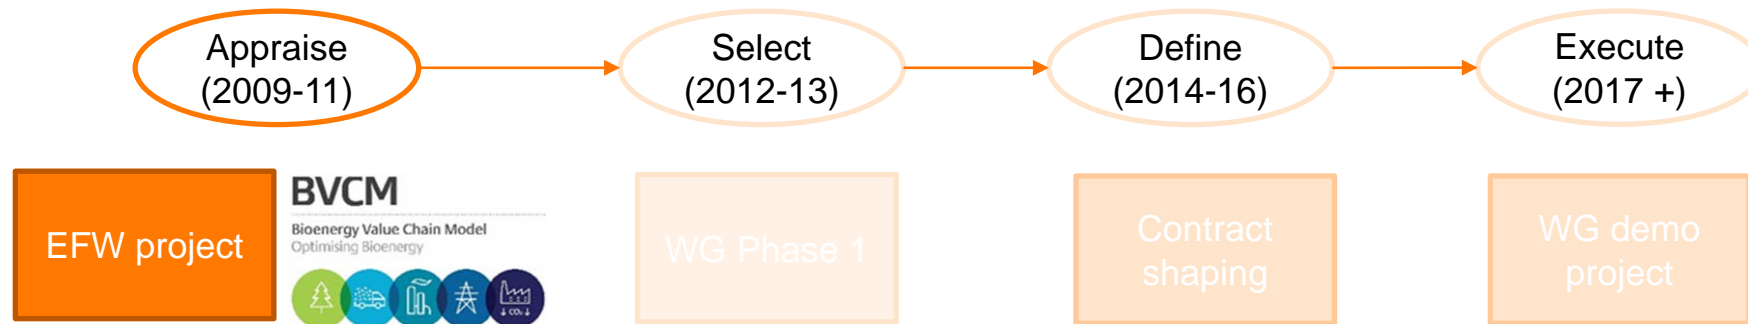 Appraise
(2009-11)
Select
(2012-13)
Define
(2014-16)
Execute
(2017 +)
EFW project
BVCM
Bioenergy Value Chain Model
Optimising Bioenergy
↓ CO₂ ↓
WG Phase 1
Contract
shaping
WG demo
project